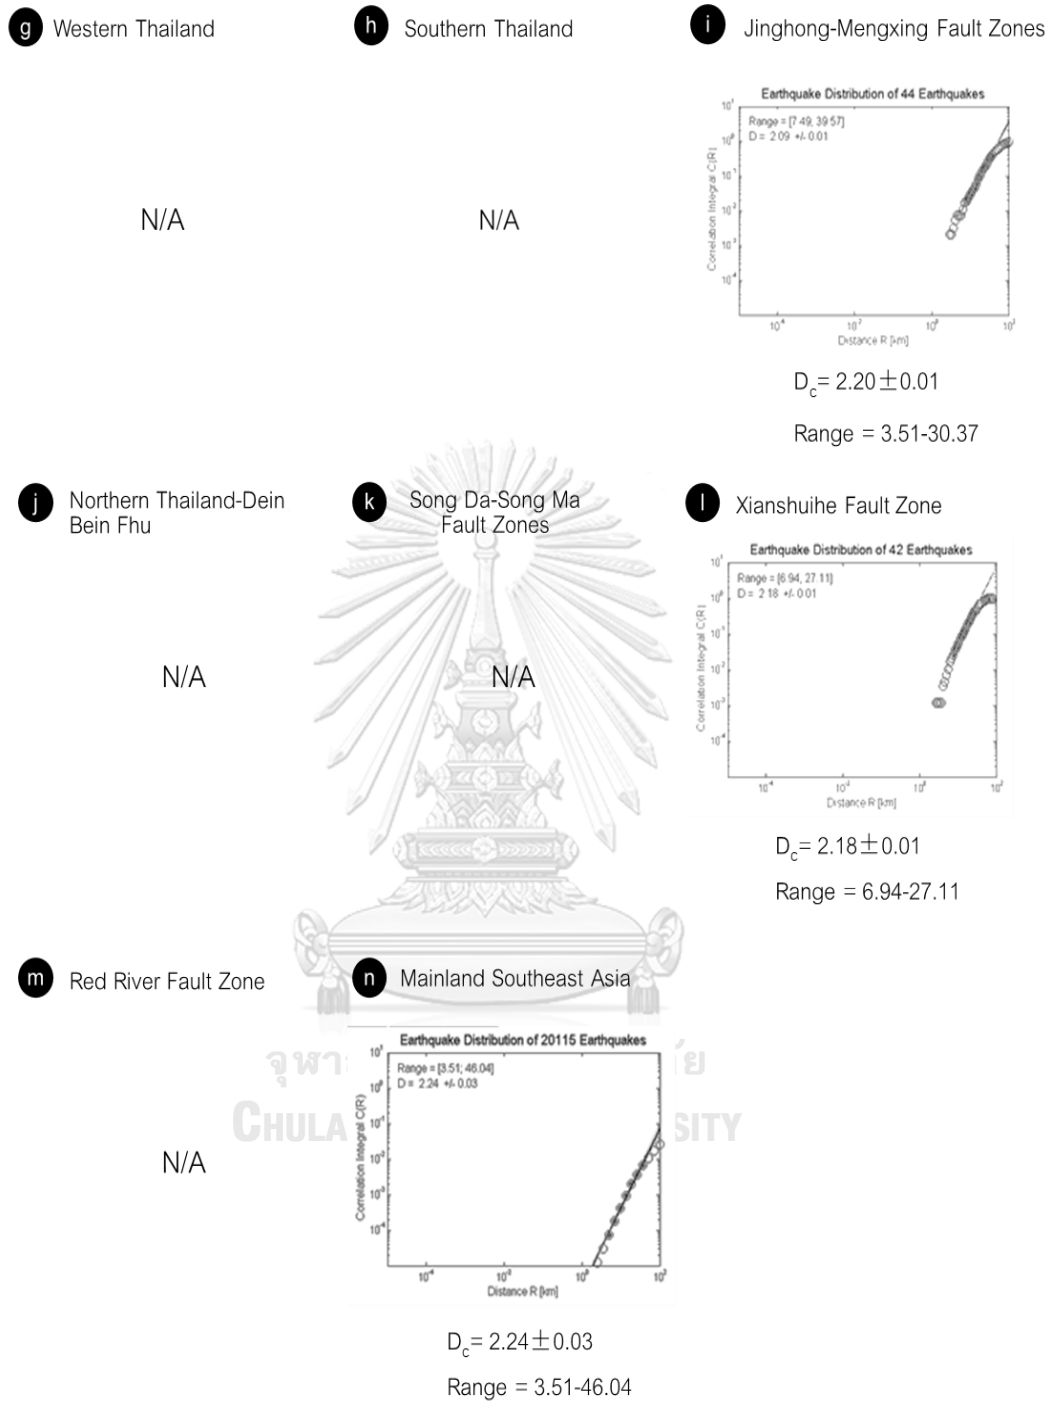 g Western Thailand
N/A
h Southern Thailand
N/A
i Jinghong-Mengxing Fault Zones
Earthquake Distribution of 44 Earthquakes
Range = [7.49, 39.57]
D = 2.09 +/- 0.01
Correlation Integral C(R)
Distance R [km]
Dc= 2.20±0.01
Range = 3.51-30.37
j Northern Thailand-Dein
Bein Fhu
N/A
k Song Da-Song Ma
Fault Zones
N/A
l Xianshuihe Fault Zone
Earthquake Distribution of 42 Earthquakes
Range = [6.94, 27.11]
D = 2.18 +/- 0.01
Correlation Integral C(R)
Distance R [km]
Dc= 2.18±0.01
Range = 6.94-27.11
m Red River Fault Zone
N/A
n Mainland Southeast Asia
Earthquake Distribution of 20115 Earthquakes
Range = [3.51; 46.04]
D = 2.24 +/- 0.03
Correlation Integral C(R)
Distance R [km]
Dc= 2.24±0.03
Range = 3.51-46.04